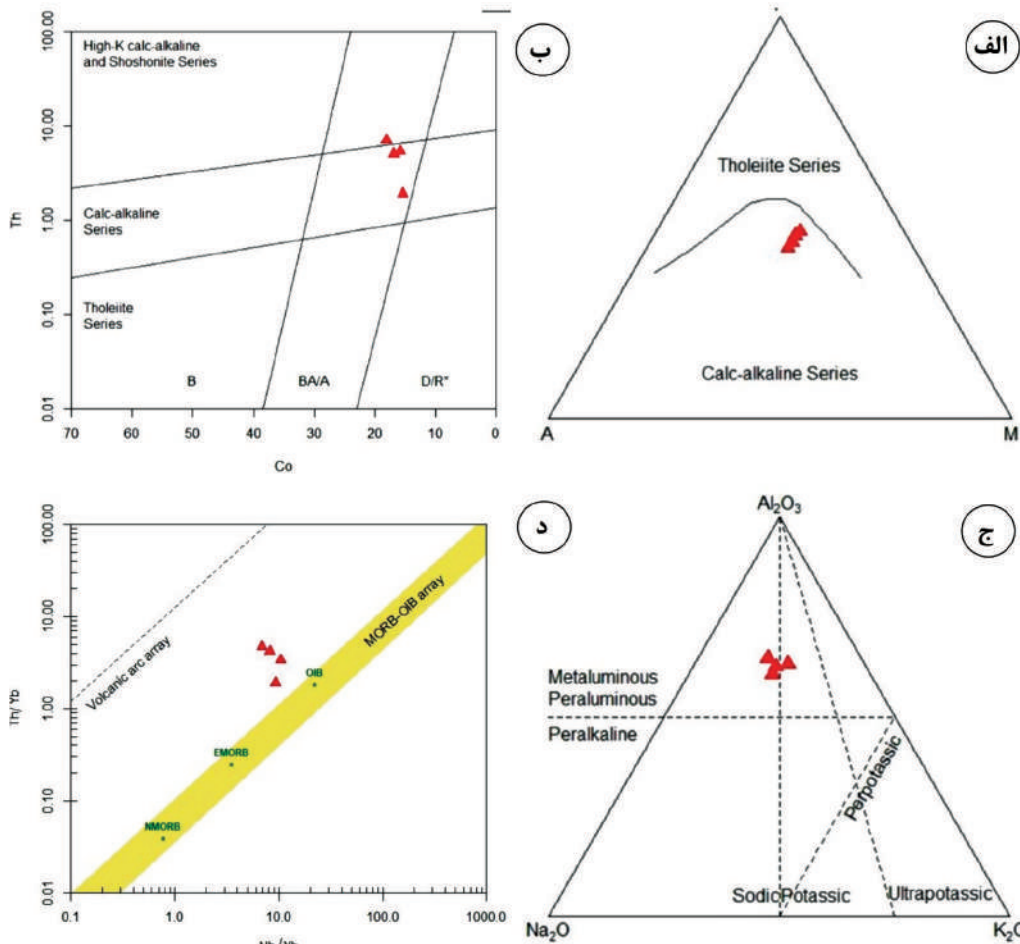 الف
Tholeiite Series
Calc-alkaline Series
A
M
ب
100.00
10.00
1.00
0.10
0.01
Th
High-K calc-alkaline
and Shoshonite Series
Calc-alkaline
Series
Tholeiite
Series
B
BA/A
D/R*
70
60
50
40
30
20
10
0
Co
ج
Al₂O₃
Metaluminous
Peraluminous
Peralkaline
Perpotassic
Sodic
Potassic
Ultrapotassic
Na₂O
د
100.00
10.00
1.00
0.10
0.01
Th/Yb
Volcanic arc array
MORB-OIB array
OIB
EMORB
NMORB
0.1
1.0
10.0
100.0
1000.0